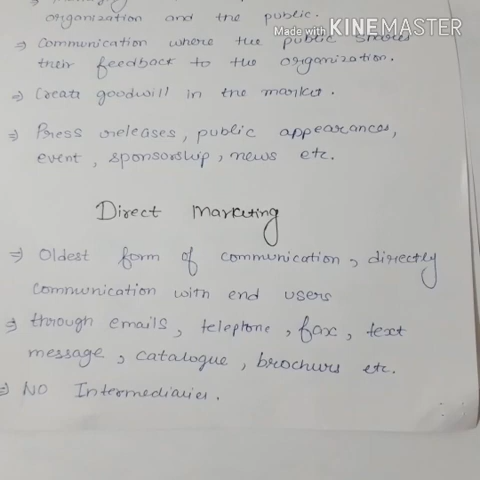 organization and the public.
Made with KINEMASTER
⇒ Communication where the public shares
their feedback to the organization.
⇒ Create goodwill in the market.
⇒ Press releases, public appearances,
event, sponsorship, news etc.
Direct Marketing
⇒ Oldest form of communication, directly
communication with end users
⇒ through emails, telephone, fax, text
message, catalogue, brochurs etc.
⇒ NO Intermediaries.